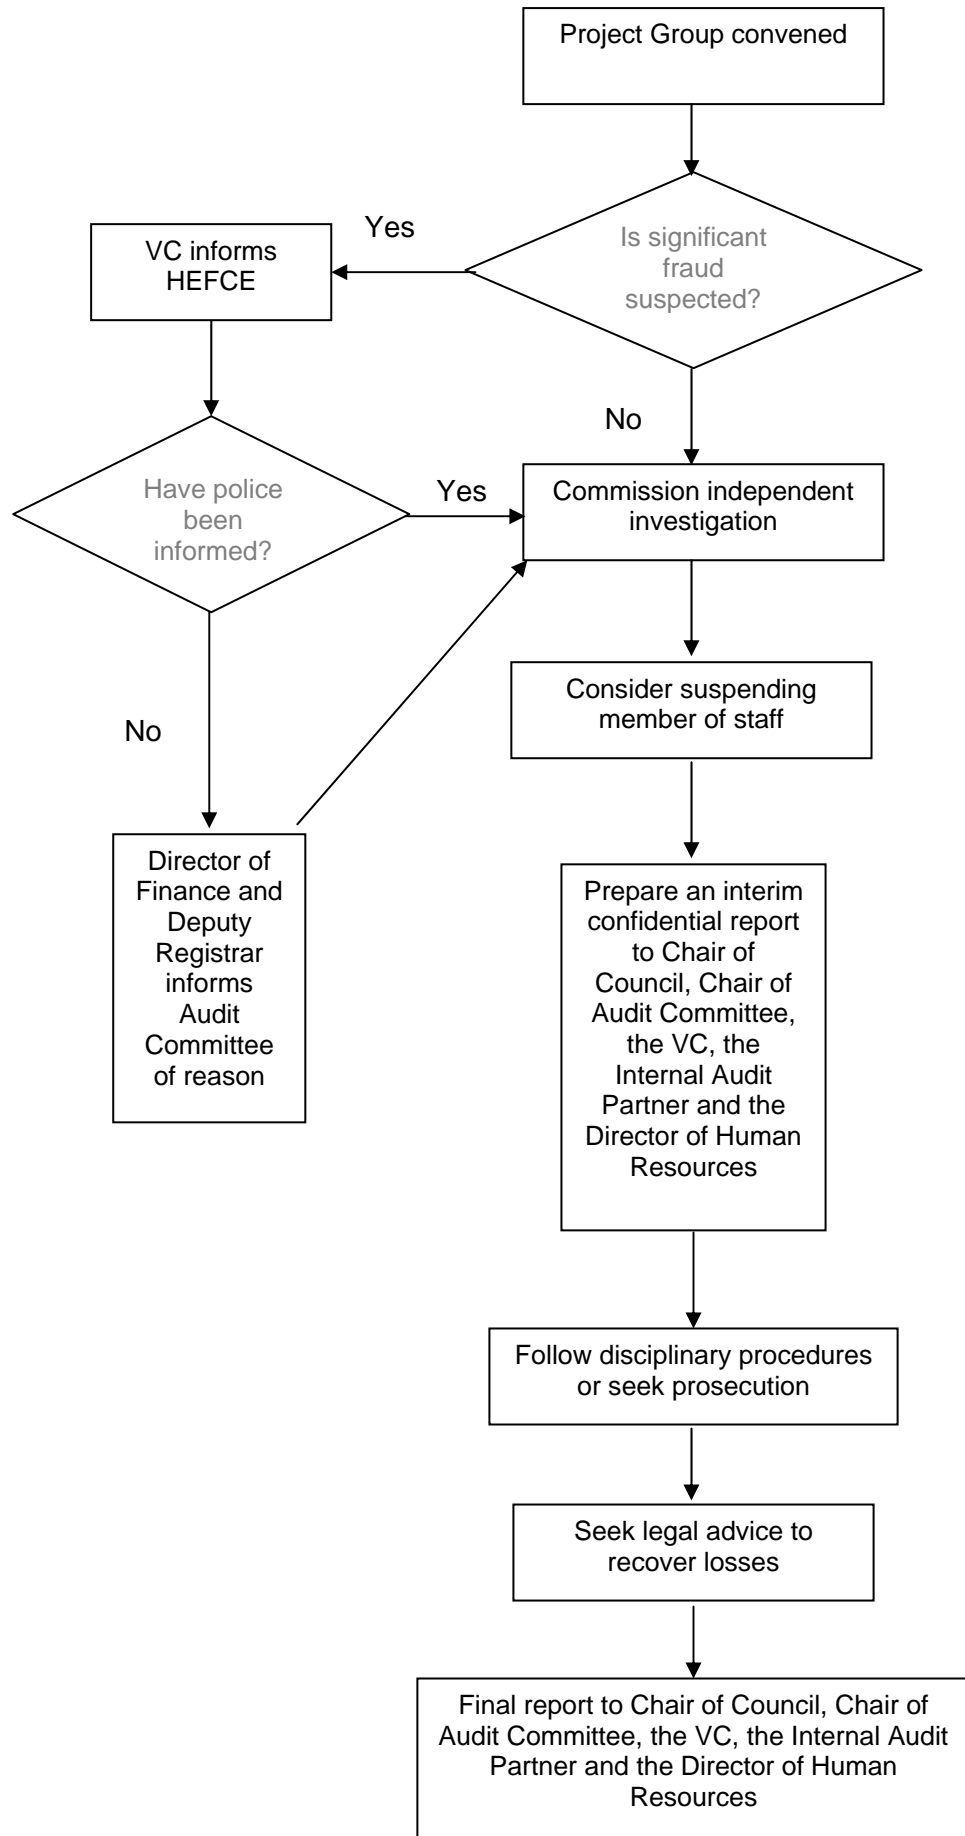 Project Group convened
Is significant
fraud
suspected?
Yes
VC informs
HEFCE
No
Have police
been
informed?
Yes
Commission independent
investigation
Consider suspending
member of staff
No
Director of
Finance and
Deputy
Registrar
informs
Audit
Committee
of reason
Prepare an interim
confidential report
to Chair of
Council, Chair of
Audit Committee,
the VC, the
Internal Audit
Partner and the
Director of Human
Resources
Follow disciplinary procedures
or seek prosecution
Seek legal advice to
recover losses
Final report to Chair of Council, Chair of
Audit Committee, the VC, the Internal Audit
Partner and the Director of Human
Resources